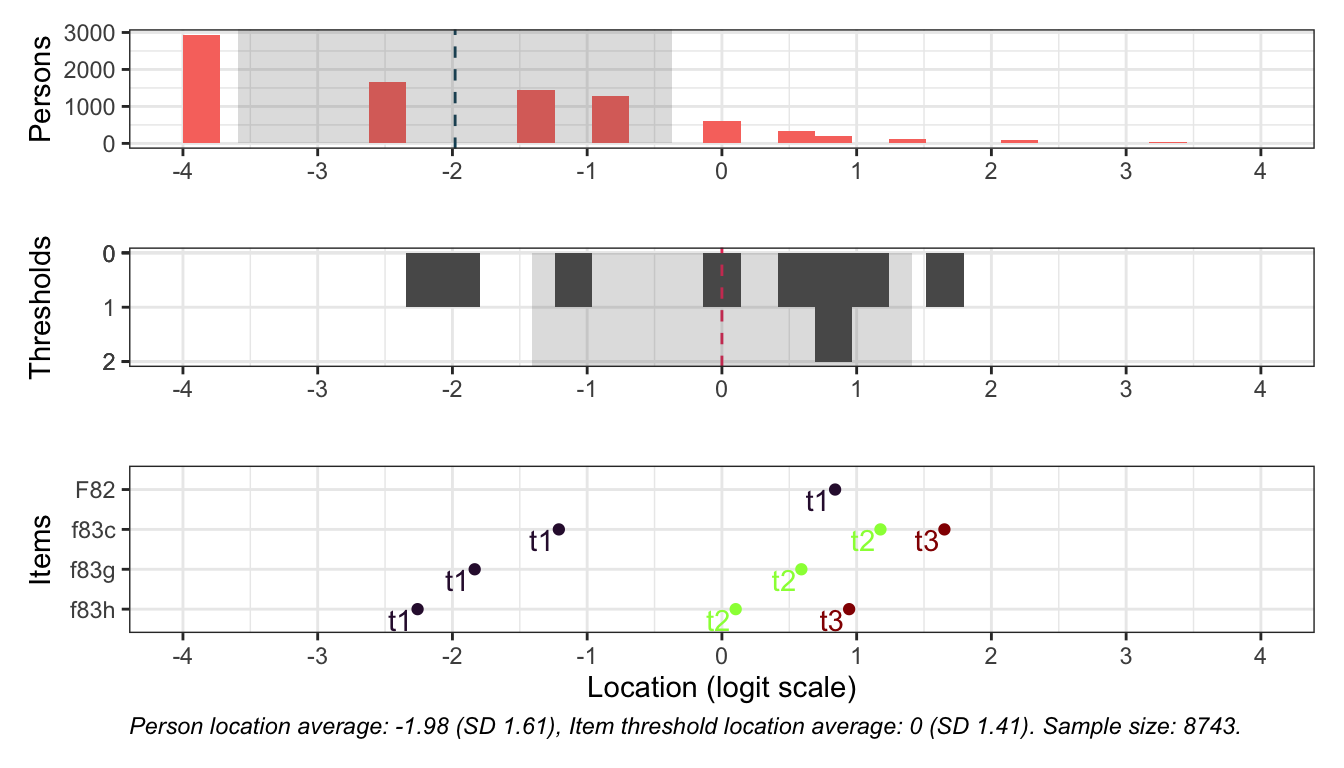 Persons
3000
2000
1000
0
-4 -3 -2 -1 0 1 2 3 4
Thresholds
0
1
2
-4 -3 -2 -1 0 1 2 3 4
Items
F82 t1
f83c t1 t2 t3
f83g t1 t2
f83h t1 t2 t3
-4 -3 -2 -1 0 1 2 3 4
Location (logit scale)
Person location average: -1.98 (SD 1.61), Item threshold location average: 0 (SD 1.41). Sample size: 8743.